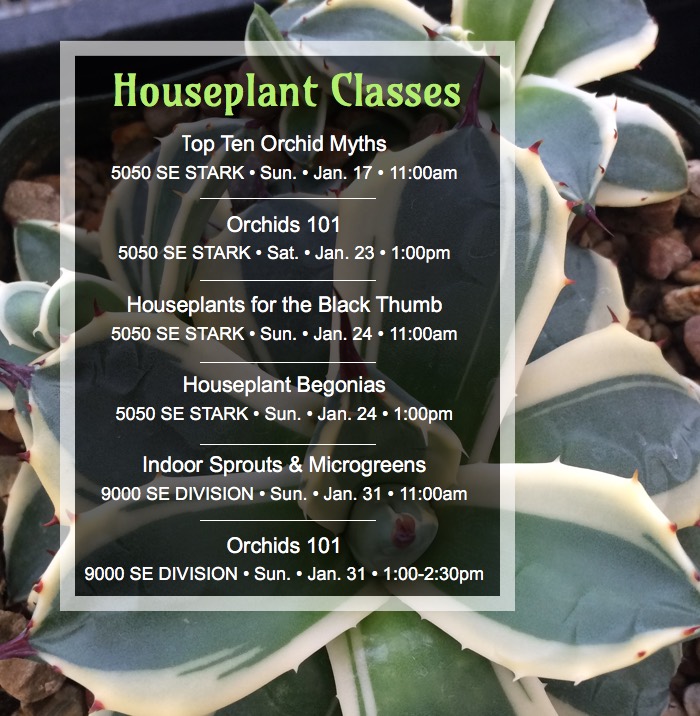 Houseplant Classes
Top Ten Orchid Myths
5050 SE STARK • Sun. • Jan. 17 • 11:00am
Orchids 101
5050 SE STARK • Sat. • Jan. 23 • 1:00pm
Houseplants for the Black Thumb
5050 SE STARK • Sun. • Jan. 24 • 11:00am
Houseplant Begonias
5050 SE STARK • Sun. • Jan. 24 • 1:00pm
Indoor Sprouts & Microgreens
9000 SE DIVISION • Sun. • Jan. 31 • 11:00am
Orchids 101
9000 SE DIVISION • Sun. • Jan. 31 • 1:00-2:30pm